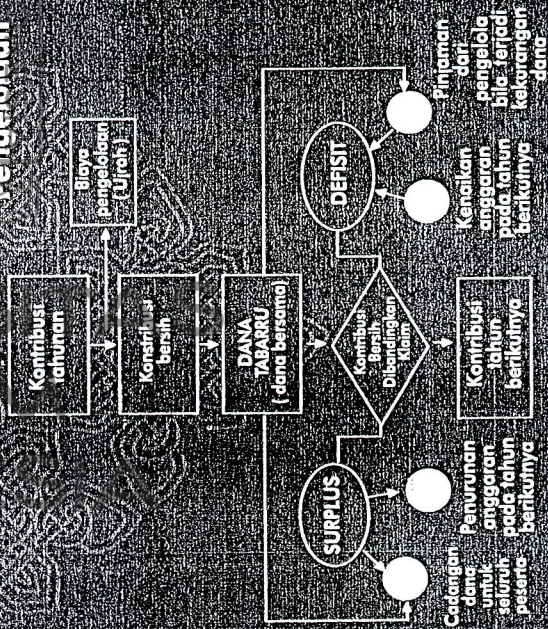 Pengelolaan
Kontribusi
tahunan
Biaya
pengelolaan
(Ujroh)
Konstribusi
bersih
DANA
TABARRU
(dana bersama)
SURPLUS
Kontribusi
Bersih
Dibandingkan
Klaim
DEFISIT
Cadangan
dana
untuk
seluruh
peserta
Penurunan
anggaran
pada tahun
berikutnya
Kontribusi
tahun
berikutnya
Kenaikan
anggaran
pada tahun
berikutnya
Pinjaman
dari
pengelola
bila terjadi
kekurangan
dana